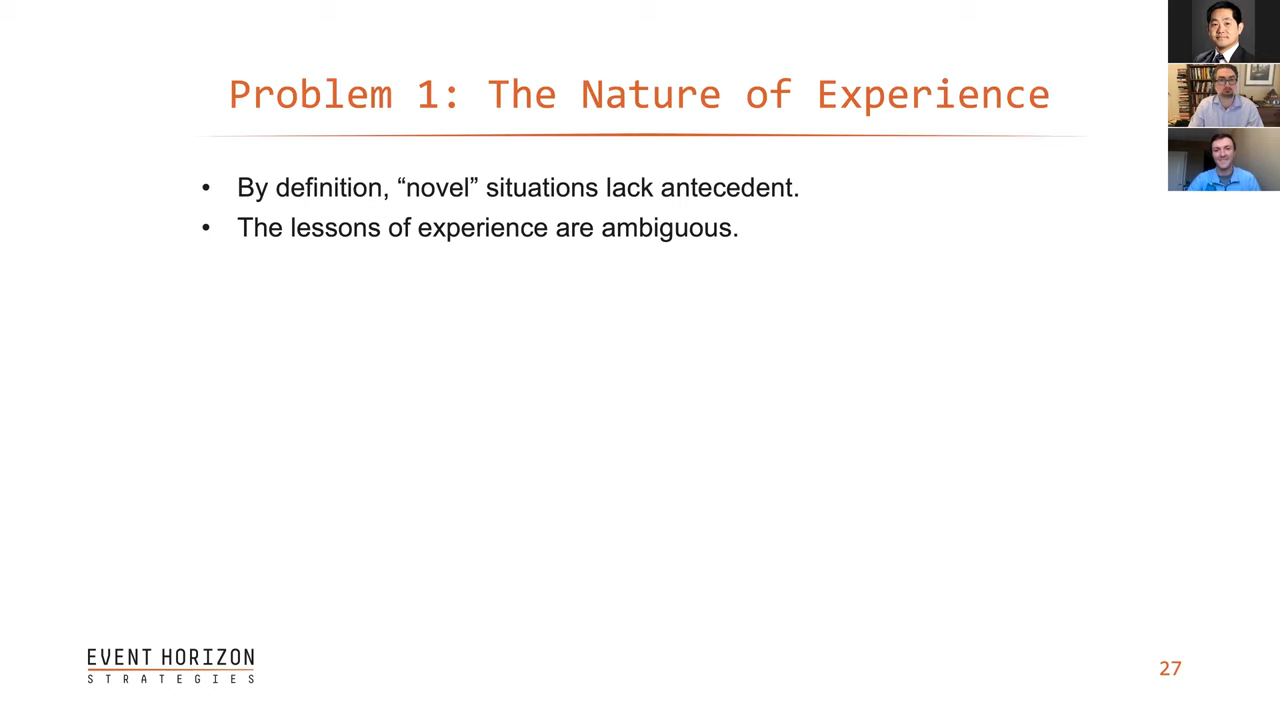 Problem 1: The Nature of Experience
• By definition, “novel” situations lack antecedent.
• The lessons of experience are ambiguous.
EVENT HORIZON
STRATEGIES
27